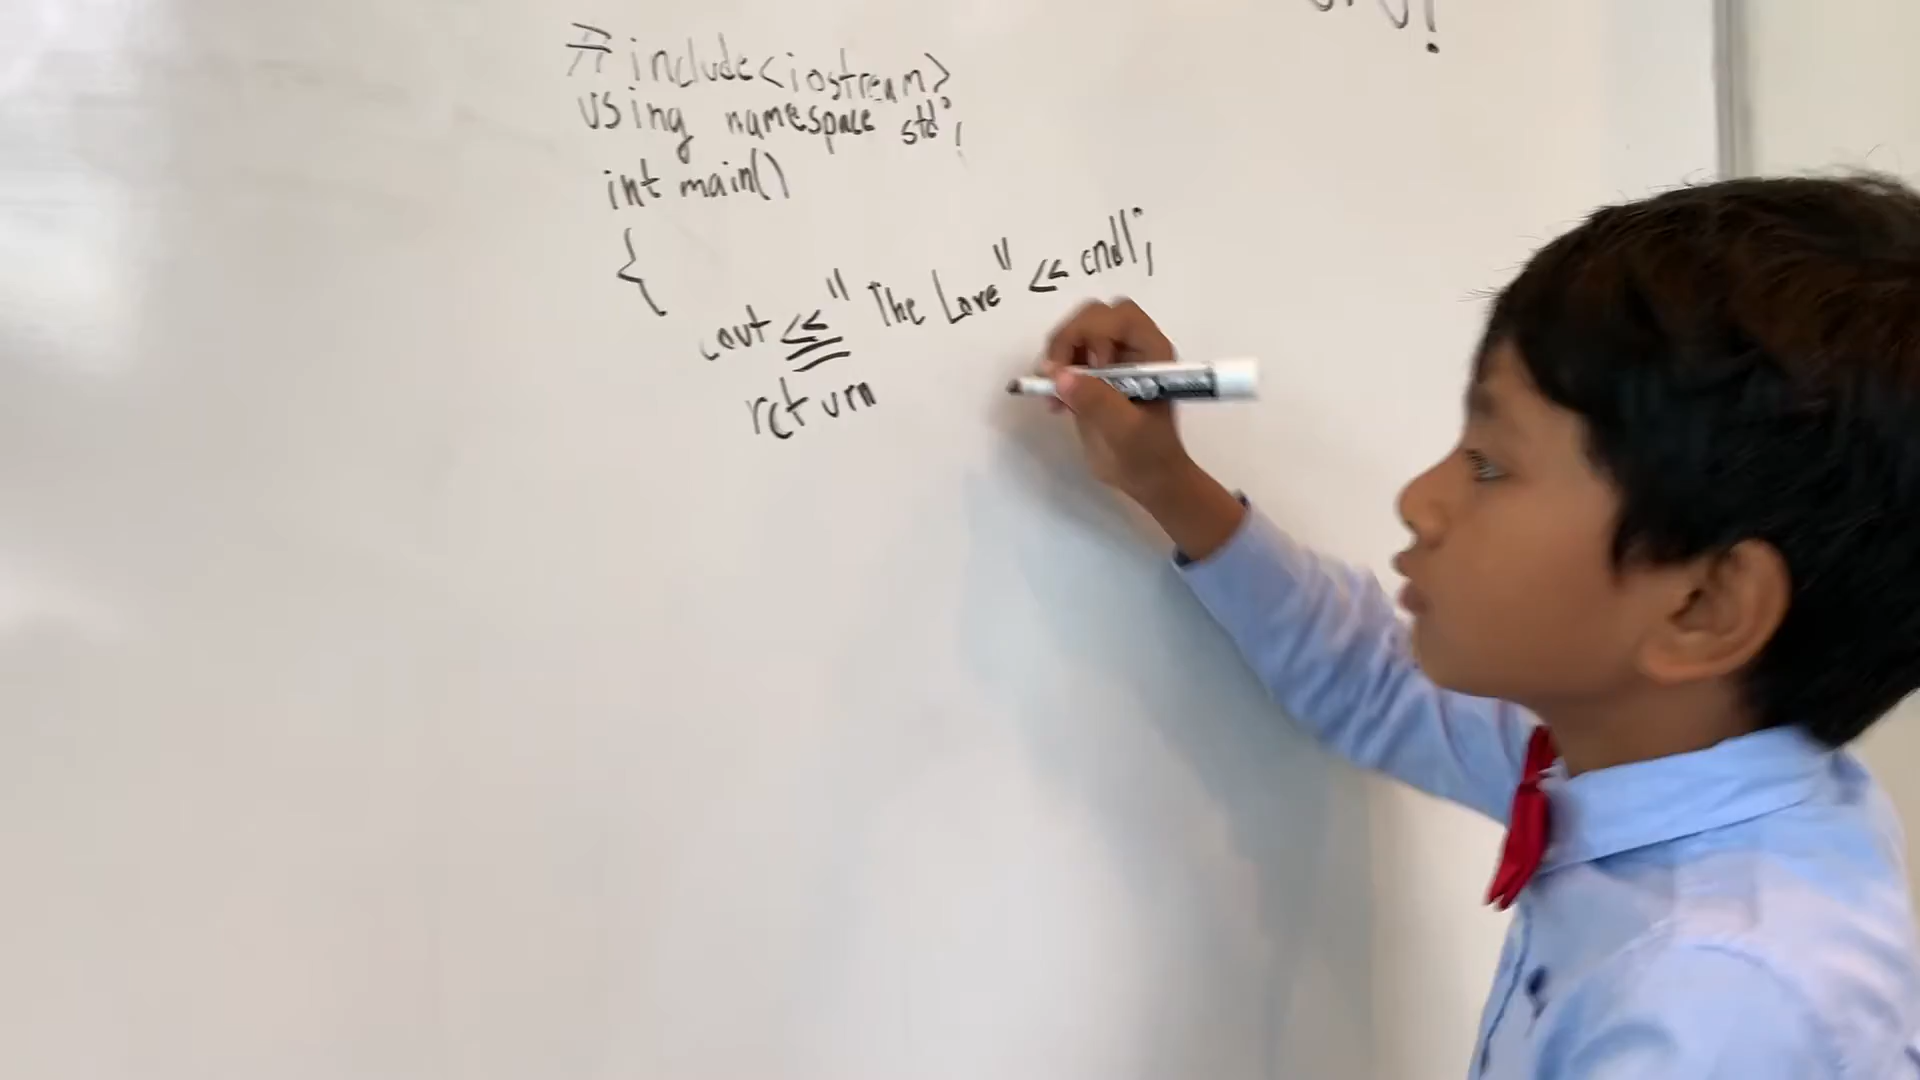 #include<iostream>
using namespace std;
int main()
{
cout << "The Love" << endl;
return